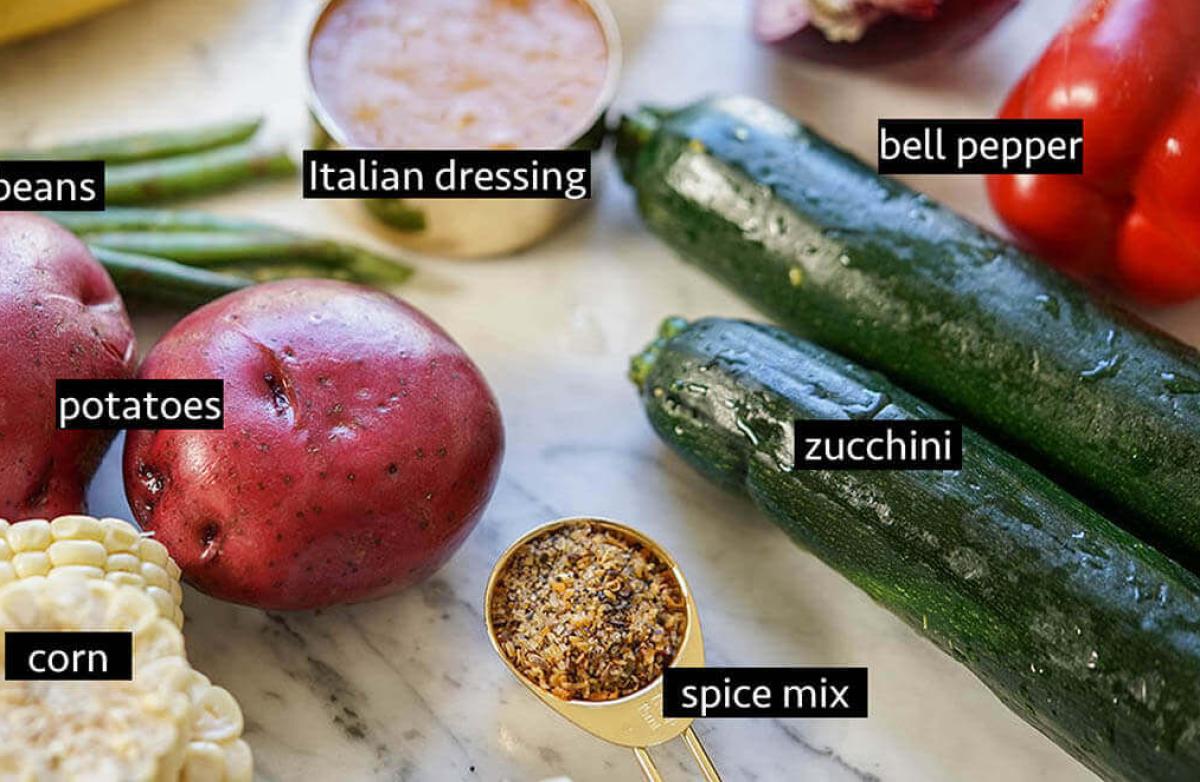 bell pepper
Italian dressing
beans
potatoes
zucchini
corn
spice mix